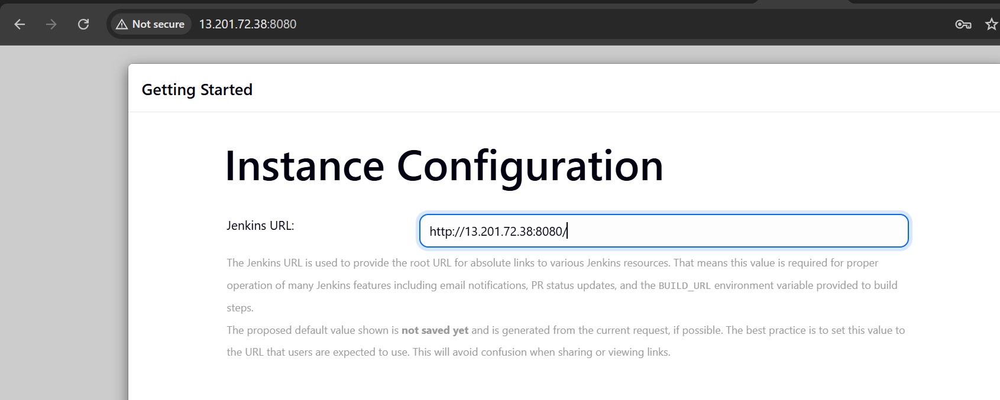 Not secure 13.201.72.38:8080
Getting Started
Instance Configuration
Jenkins URL:
http://13.201.72.38:8080/
The Jenkins URL is used to provide the root URL for absolute links to various Jenkins resources. That means this value is required for proper
operation of many Jenkins features including email notifications, PR status updates, and the BUILD_URL environment variable provided to build
steps.
The proposed default value shown is not saved yet and is generated from the current request, if possible. The best practice is to set this value to
the URL that users are expected to use. This will avoid confusion when sharing or viewing links.